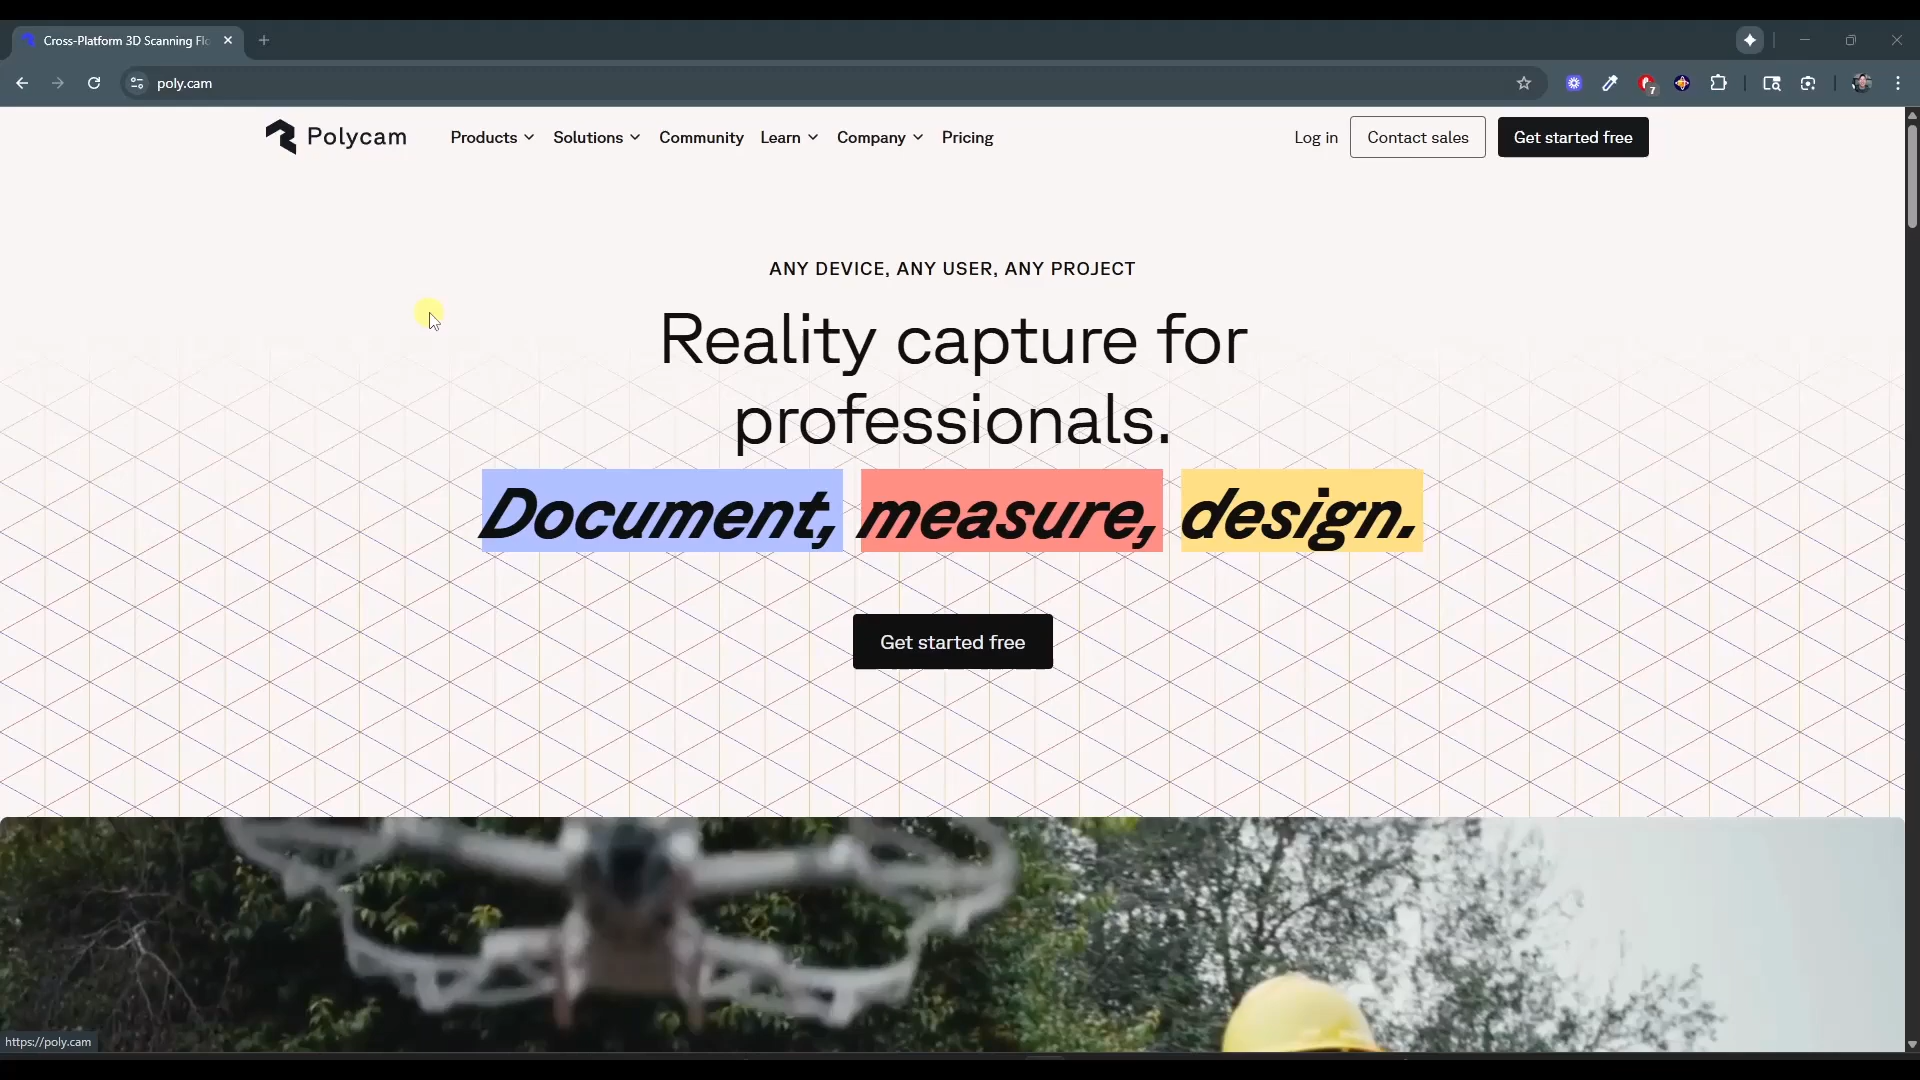 Cross-Platform 3D Scanning Flo
poly.cam
7
Polycam
Products
Solutions
Community
Learn
Company
Pricing
Log in
Contact sales
Get started free
ANY DEVICE, ANY USER, ANY PROJECT
Reality capture for
professionals.
Document, measure, design.
Get started free
https://poly.cam